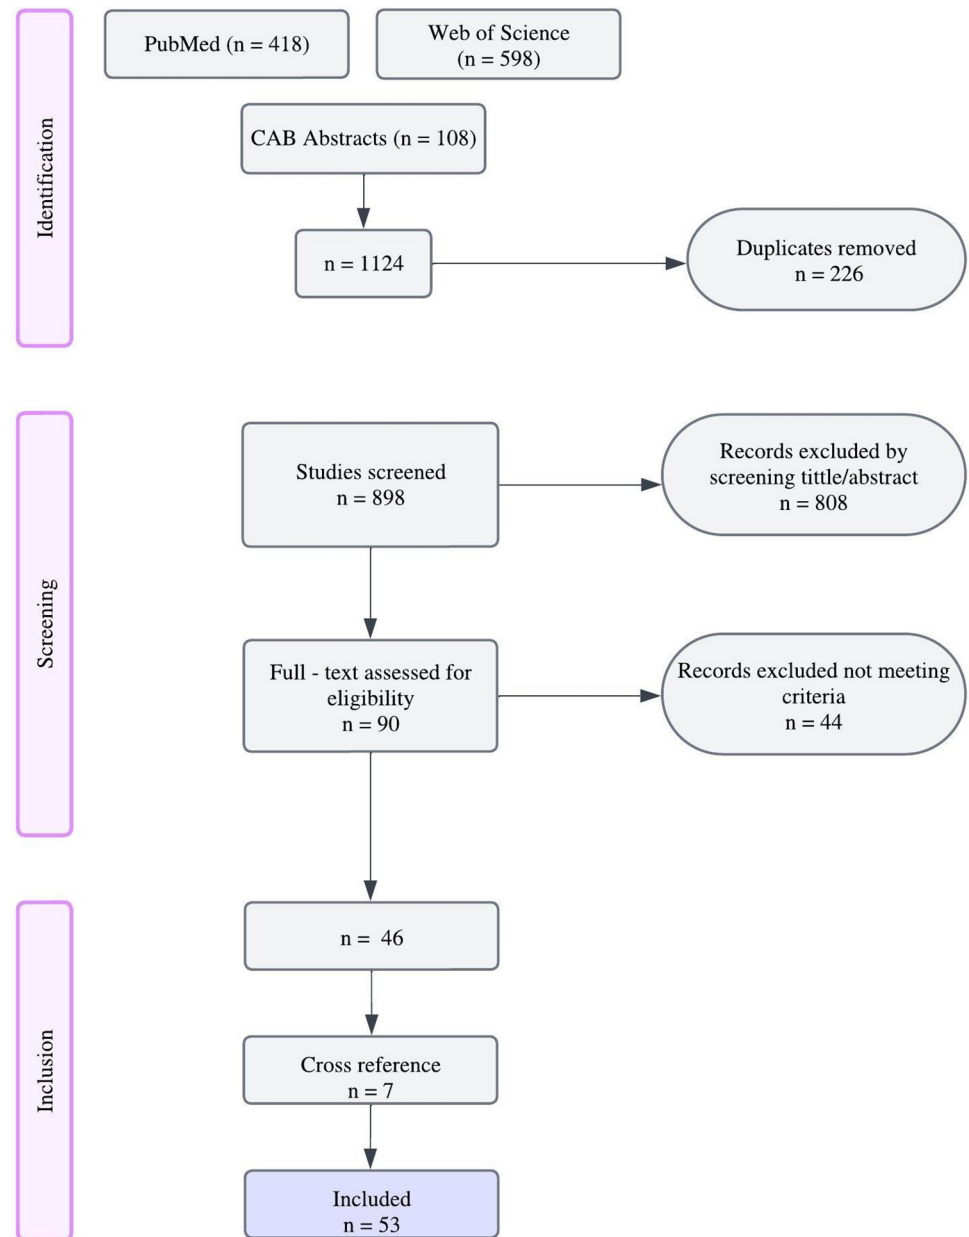 Identification
PubMed (n = 418)
Web of Science
(n = 598)
CAB Abstracts (n = 108)
n = 1124
Duplicates removed
n = 226
Screening
Studies screened
n = 898
Records excluded by
screening tittle/abstract
n = 808
Full - text assessed for
eligibility
n = 90
Records excluded not meeting
criteria
n = 44
Inclusion
n =  46
Cross reference
n = 7
Included
n = 53